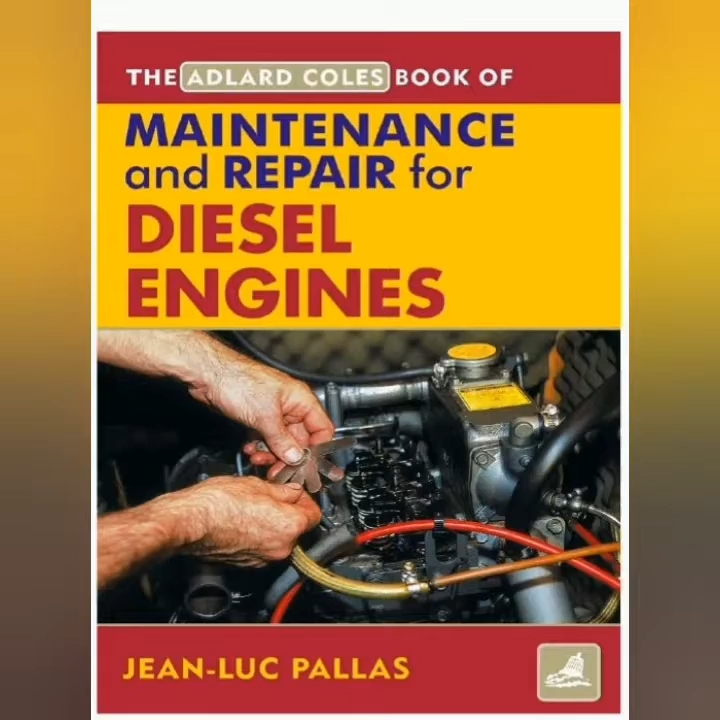 THE ADLARD COLES BOOK OF
MAINTENANCE
and REPAIR for
DIESEL
ENGINES
JEAN-LUC PALLAS